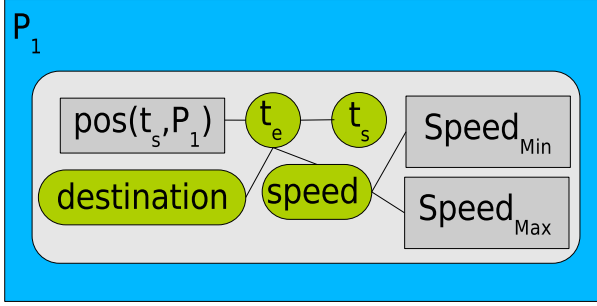 P1
pos(ts,P1)
te
ts
SpeedMin
destination
speed
SpeedMax